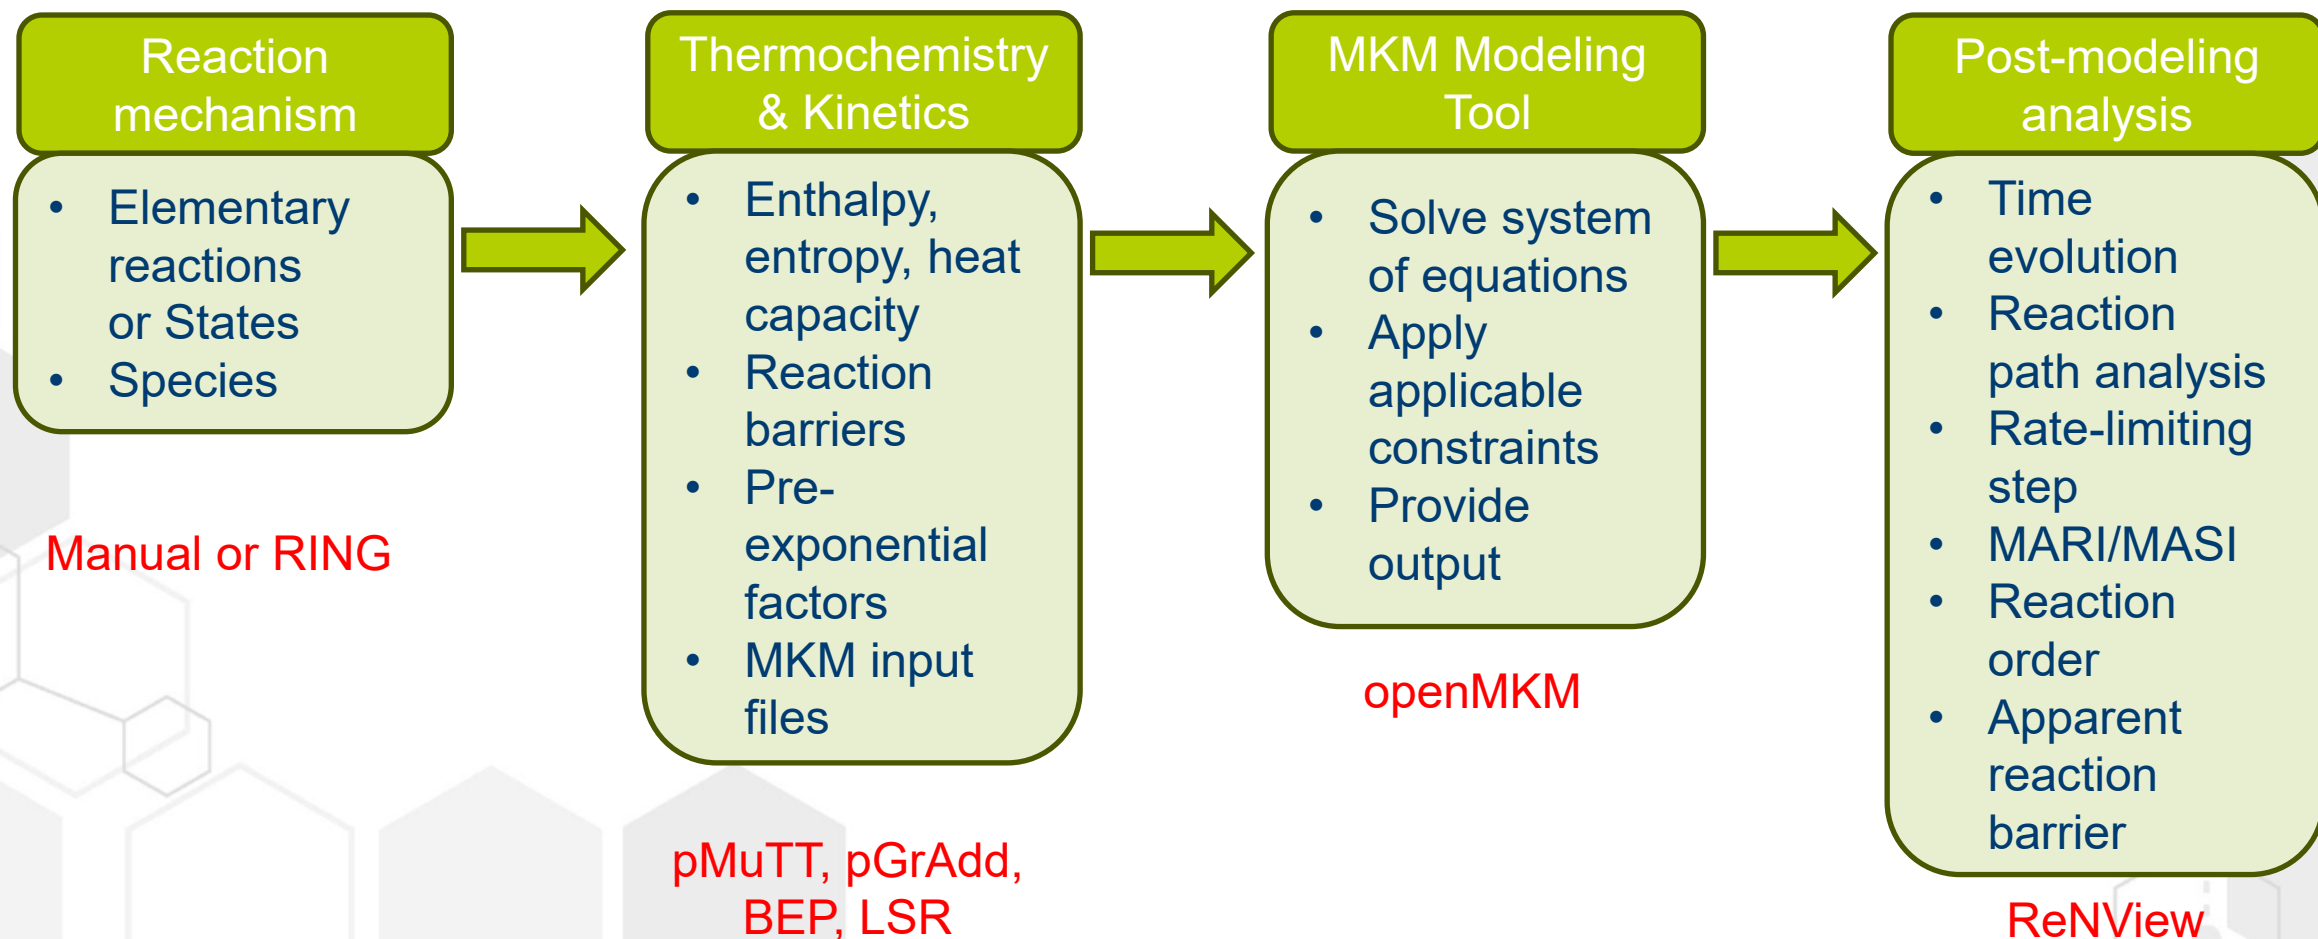 Reaction
mechanism
• Elementary
reactions
or States
• Species
Manual or RING
Thermochemistry
& Kinetics
• Enthalpy,
entropy, heat
capacity
• Reaction
barriers
• Pre-
exponential
factors
• MKM input
files
pMuTT, pGrAdd,
BEP, LSR
MKM Modeling
Tool
• Solve system
of equations
• Apply
applicable
constraints
• Provide
output
openMKM
Post-modeling
analysis
• Time
evolution
• Reaction
path analysis
• Rate-limiting
step
• MARI/MASI
• Reaction
order
• Apparent
reaction
barrier
ReNView